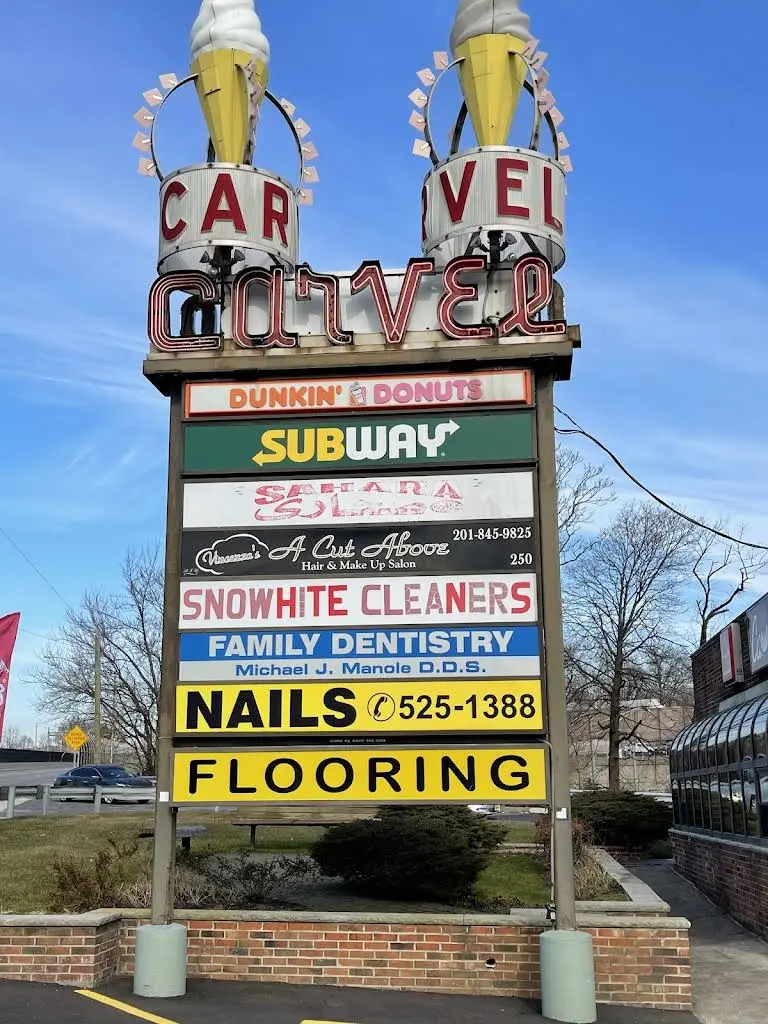 CAR VEL
carvel
DUNKIN' DONUTS
SUBWAY
SAHARA
Vincenza's A Cut Above 201-845-9825
Hair & Make Up Salon 250
SNOWHITE CLEANERS
FAMILY DENTISTRY
Michael J. Manole D.D.S.
NAILS 525-1388
FLOORING